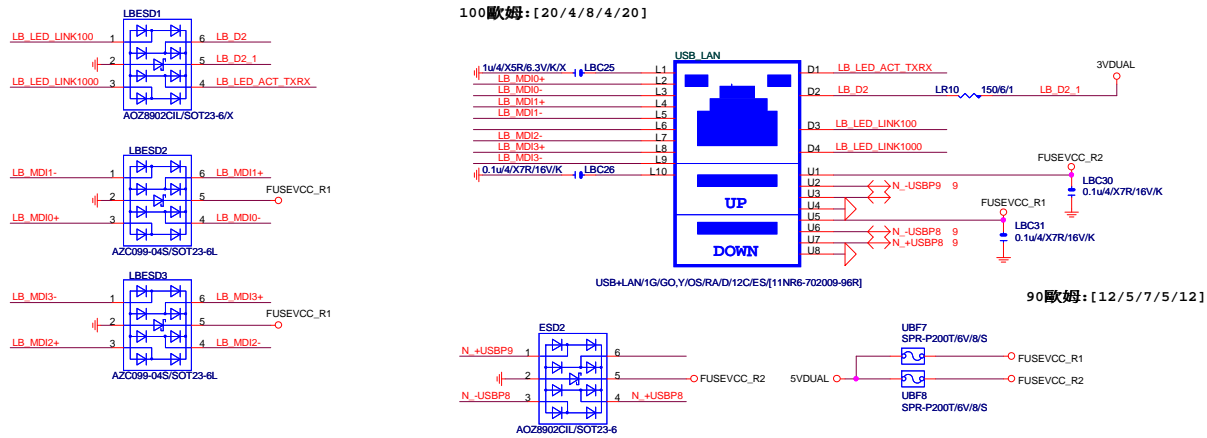 100歐姆:[20/4/8/4/20]
LBESD1
LB_LED_LINK100 1 6 LB_D2
2 5 LB_D2_1
LB_LED_LINK1000 3 4 LB_LED_ACT_TXRX
AOZ8902CIL/SOT23-6/X
LBESD2
LB_MDI1- 1 6 LB_MDI1+
FUSEVCC_R1
2 5
LB_MDI0+ 3 4 LB_MDI0-
AZC099-04S/SOT23-6L
LBESD3
LB_MDI3- 1 6 LB_MDI3+
FUSEVCC_R1
2 5
LB_MDI2+ 3 4 LB_MDI2-
AZC099-04S/SOT23-6L
USB_LAN
1u/4/X5R/6.3V/K/X LBC25 L1
LB_MDI0+ L2
LB_MDI0- L3
LB_MDI1+ L4
LB_MDI1- L5
L6
LB_MDI2- L7
LB_MDI3+ L8
LB_MDI3- L9
0.1u/4/X7R/16V/K LBC26 L10
D1 LB_LED_ACT_TXRX
3VDUAL
D2 LB_D2 LR10 150/6/1 LB_D2_1
D3 LB_LED_LINK100
D4 LB_LED_LINK1000
FUSEVCC_R2
U1
U2 N_-USBP9 9
U3
U4
LBC30
0.1u/4/X7R/16V/K
UP
FUSEVCC_R1
U5
U6 N_-USBP8 9
U7 N_+USBP8 9
U8
LBC31
0.1u/4/X7R/16V/K
DOWN
USB+LAN/1G/GO,Y/OS/RA/D/12C/ES/[11NR6-702009-96R]
90歐姆:[12/5/7/5/12]
ESD2
N_+USBP9 1 6
2 5 FUSEVCC_R2
N_-USBP8 3 4 N_+USBP8
AOZ8902CIL/SOT23-6
UBF7
SPR-P200T/6V/8/S
FUSEVCC_R1
5VDUAL
FUSEVCC_R2
UBF8
SPR-P200T/6V/8/S